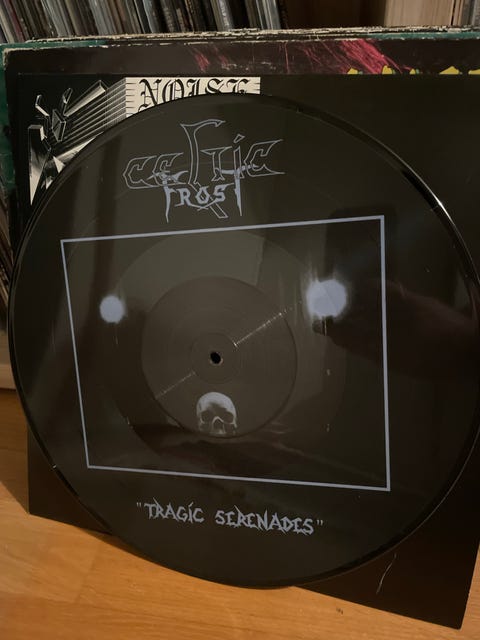 NOISE
celtic
FROST
"TRAGIC SERENADES"